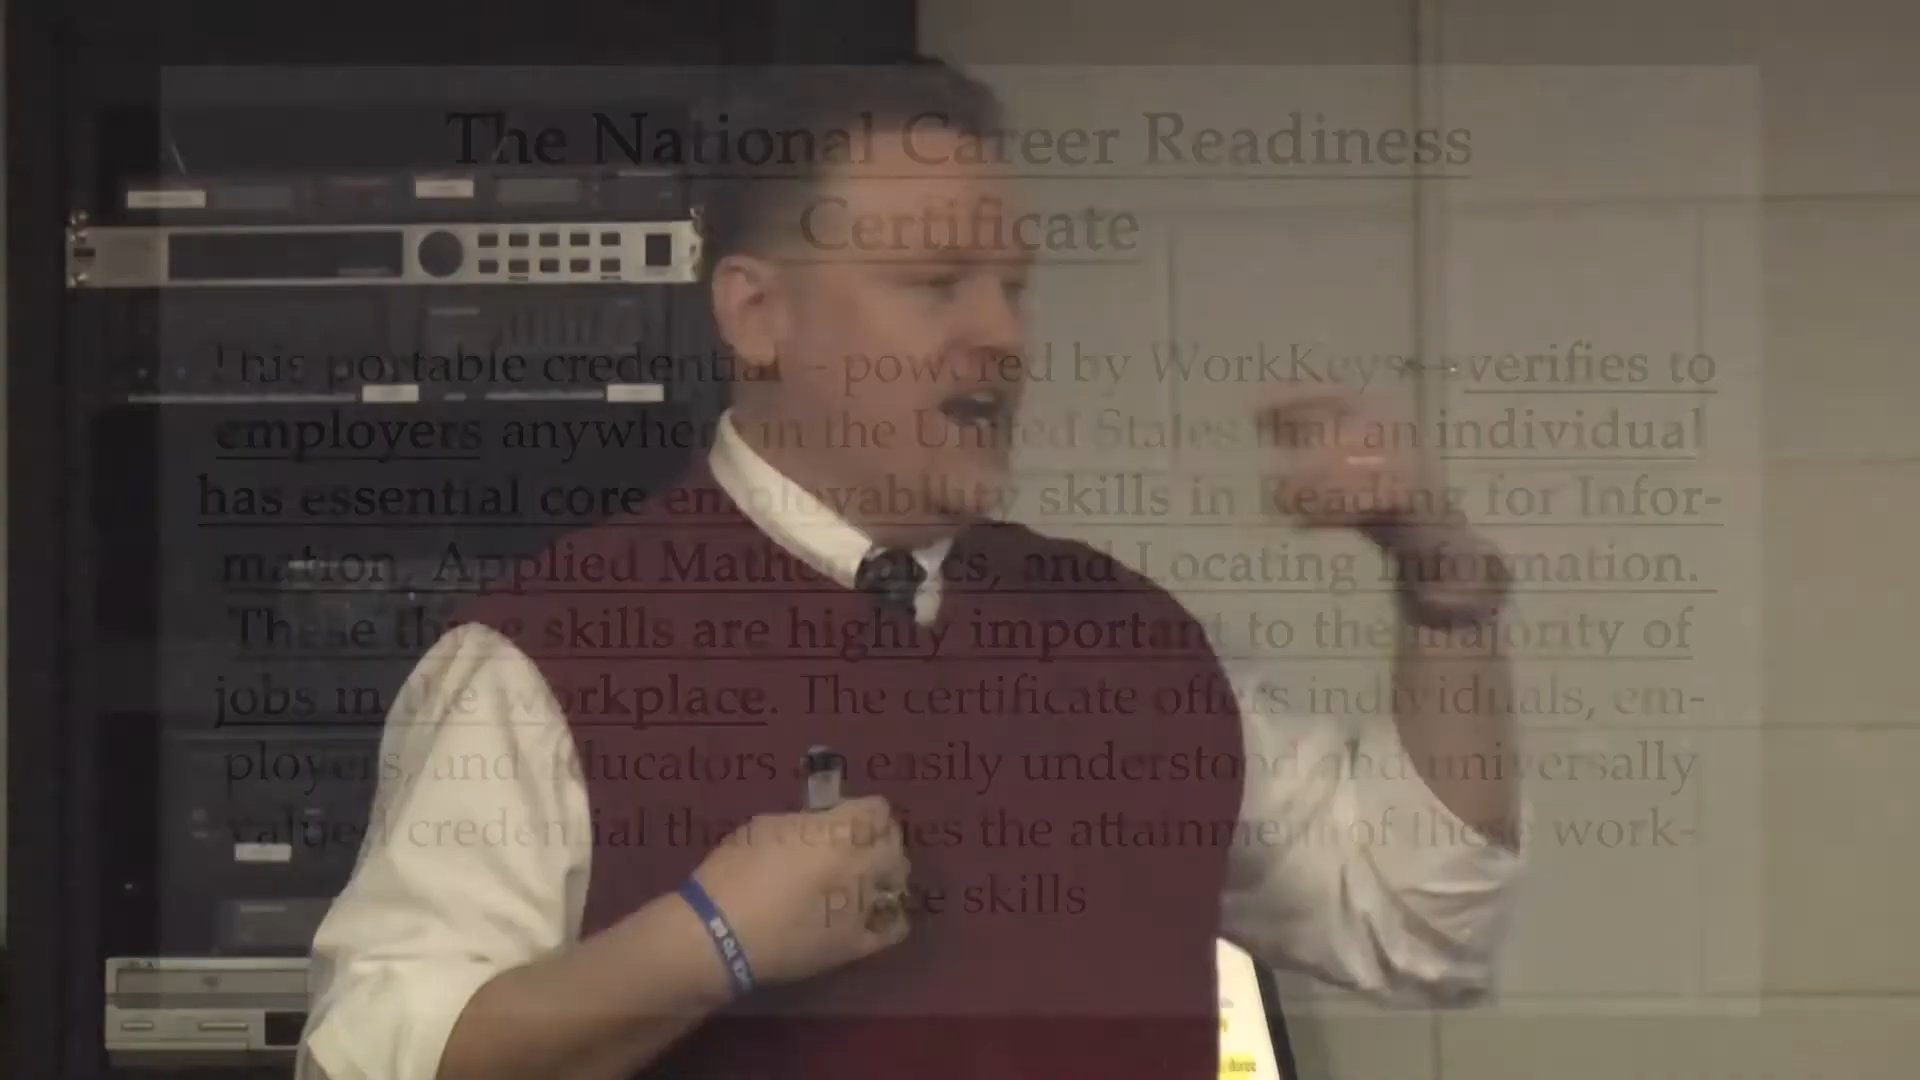 The National Career Readiness
Certificate
This portable credential – powered by WorkKeys – verifies to
employers anywhere in the United States that an individual
has essential core employability skills in Reading for Infor-
mation, Applied Mathematics, and Locating Information.
These three skills are highly important to the majority of
jobs in the workplace. The certificate offers individuals, em-
ployers, and educators an easily understood and universally
valued credential that certifies the attainment of these work-
place skills
three